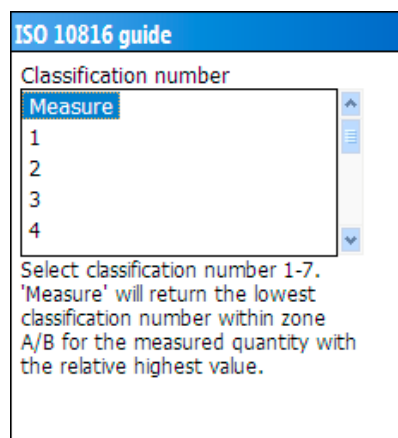 ISO 10816 guide
Classification number
Measure
1
2
3
4
Select classification number 1-7.
'Measure' will return the lowest
classification number within zone
A/B for the measured quantity with
the relative highest value.